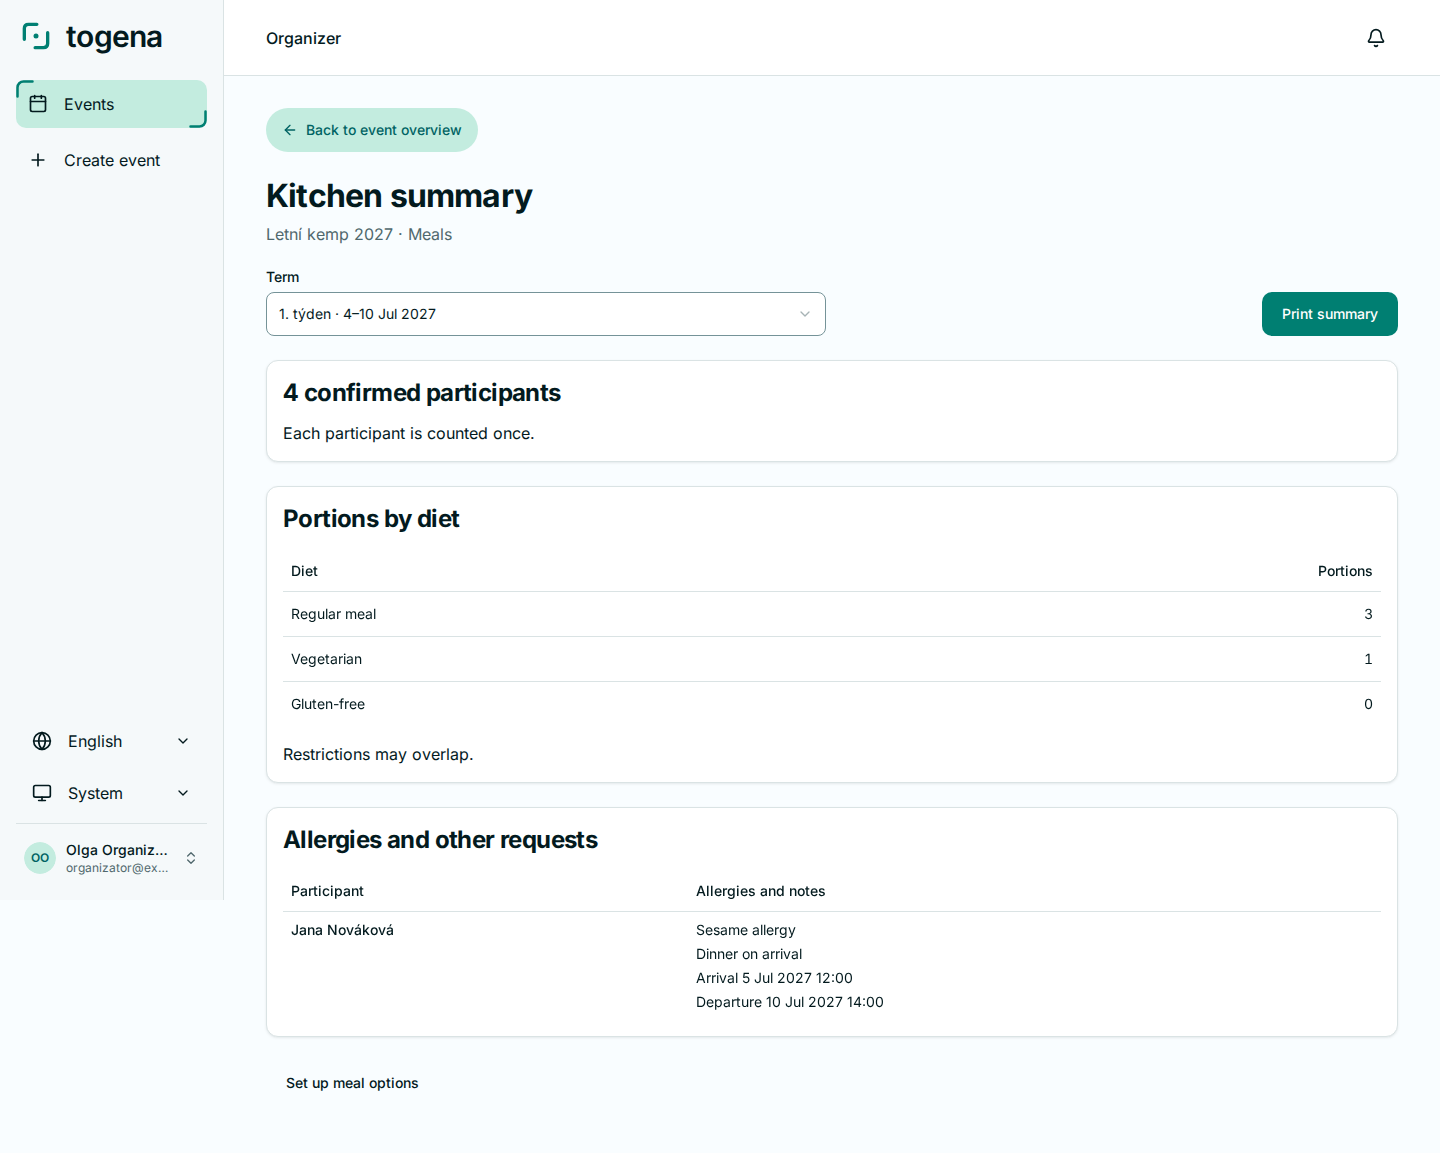 togena
Organizer
Events
Create event
Back to event overview
Kitchen summary
Letní kemp 2027 · Meals
Term
1. týden · 4–10 Jul 2027
Print summary
4 confirmed participants
Each participant is counted once.
Portions by diet
Diet Portions
Regular meal 3
Vegetarian 1
Gluten-free 0
Restrictions may overlap.
Allergies and other requests
Participant Allergies and notes
Jana Nováková Sesame allergy
Dinner on arrival
Arrival 5 Jul 2027 12:00
Departure 10 Jul 2027 14:00
Set up meal options
English
System
OO
Olga Organiz...
organizator@ex...